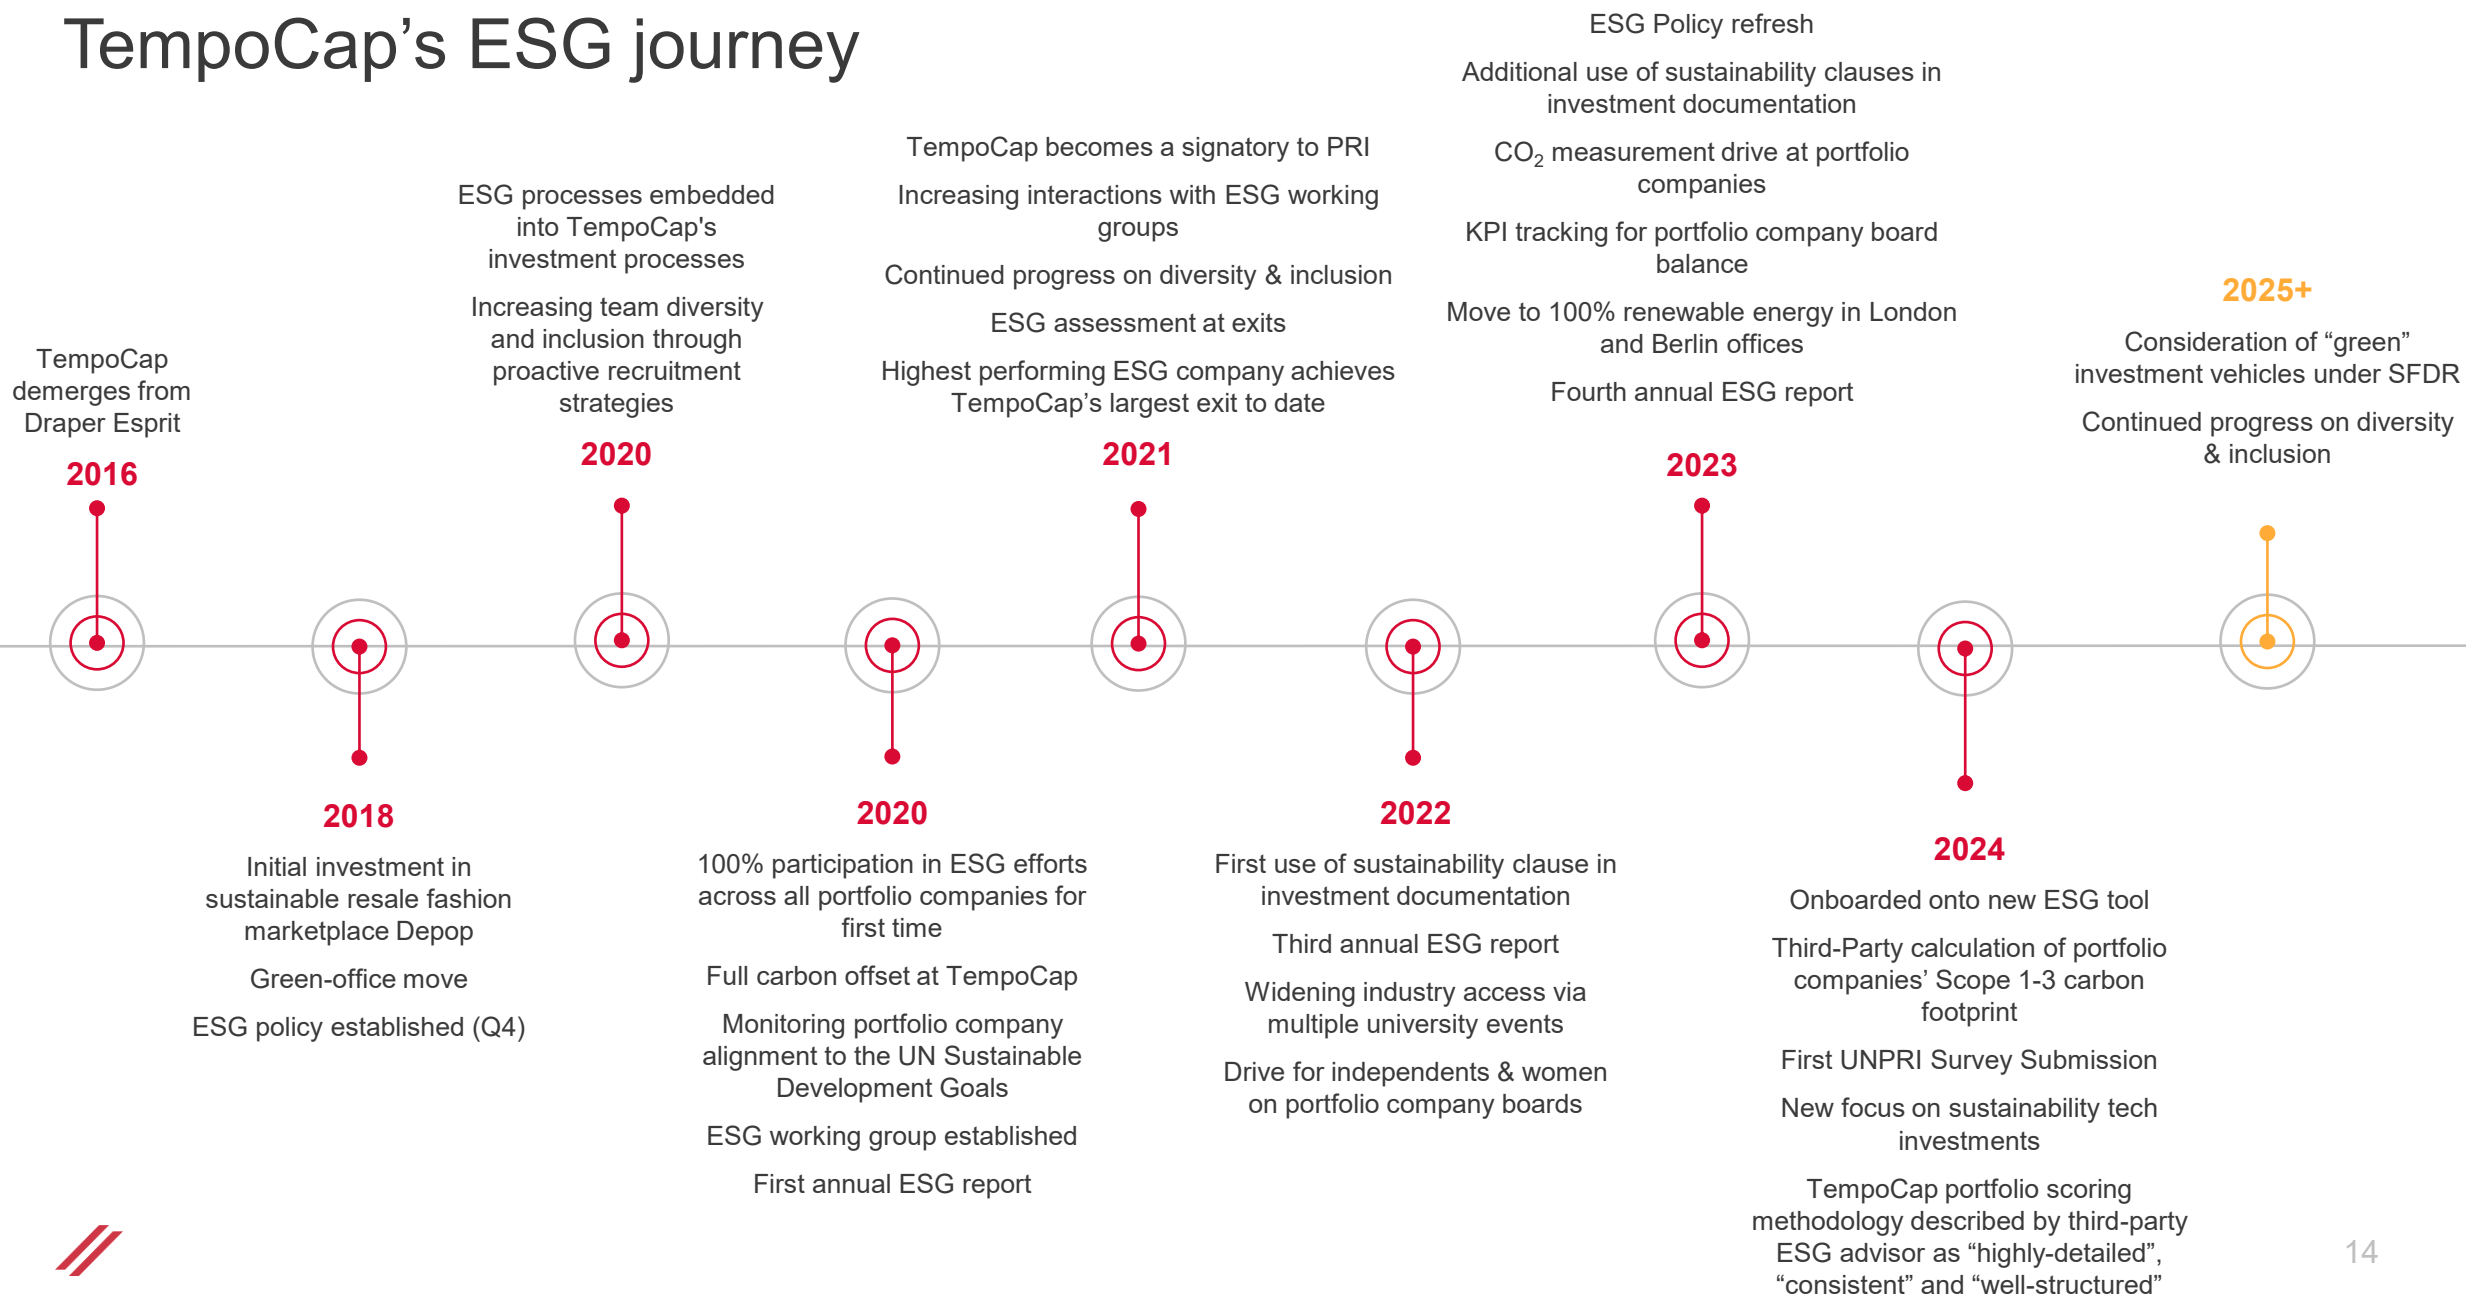 TempoCap’s ESG journey
TempoCap
demerges from
Draper Esprit
2016
2018
Initial investment in
sustainable resale fashion
marketplace Depop
Green-office move
ESG policy established (Q4)
ESG processes embedded
into TempoCap's
investment processes
Increasing team diversity
and inclusion through
proactive recruitment
strategies
2020
2020
100% participation in ESG efforts
across all portfolio companies for
first time
Full carbon offset at TempoCap
Monitoring portfolio company
alignment to the UN Sustainable
Development Goals
ESG working group established
First annual ESG report
TempoCap becomes a signatory to PRI
Increasing interactions with ESG working
groups
Continued progress on diversity & inclusion
ESG assessment at exits
Highest performing ESG company achieves
TempoCap’s largest exit to date
2021
2022
First use of sustainability clause in
investment documentation
Third annual ESG report
Widening industry access via
multiple university events
Drive for independents & women
on portfolio company boards
ESG Policy refresh
Additional use of sustainability clauses in
investment documentation
CO₂ measurement drive at portfolio
companies
KPI tracking for portfolio company board
balance
Move to 100% renewable energy in London
and Berlin offices
Fourth annual ESG report
2023
2024
Onboarded onto new ESG tool
Third-Party calculation of portfolio
companies’ Scope 1-3 carbon
footprint
First UNPRI Survey Submission
New focus on sustainability tech
investments
TempoCap portfolio scoring
methodology described by third-party
ESG advisor as “highly-detailed”,
“consistent” and “well-structured”
2025+
Consideration of “green”
investment vehicles under SFDR
Continued progress on diversity
& inclusion
14